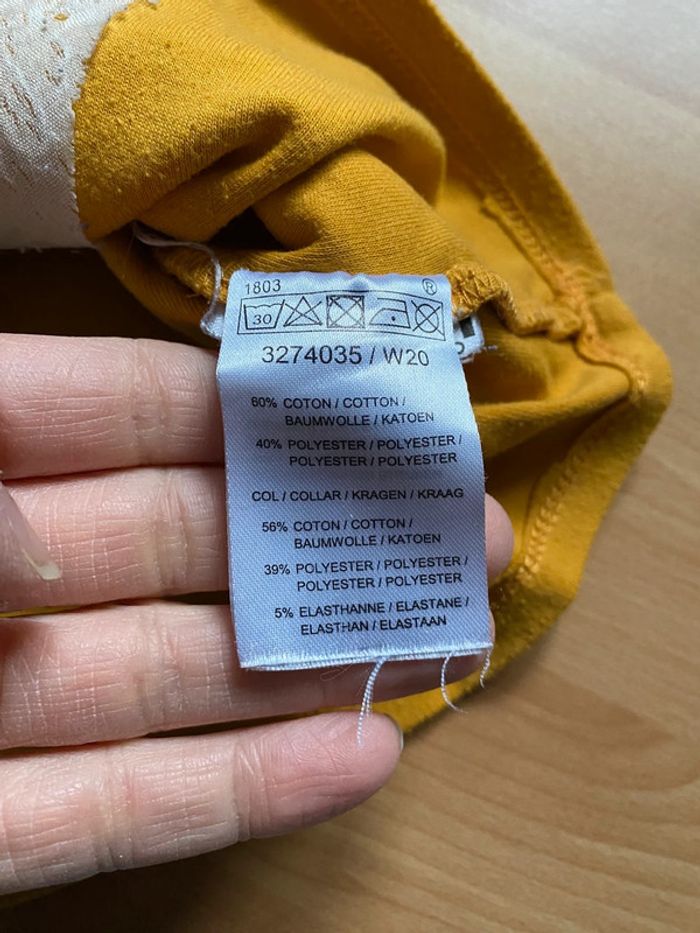 1803 ®
30
3274035 / W20
60% COTON / COTTON /
BAUMWOLLE / KATOEN
40% POLYESTER / POLYESTER /
POLYESTER / POLYESTER
COL / COLLAR / KRAGEN / KRAAG
56% COTON / COTTON /
BAUMWOLLE / KATOEN
39% POLYESTER / POLYESTER /
POLYESTER / POLYESTER
5% ELASTHANNE / ELASTANE /
ELASTHAN / ELASTAAN